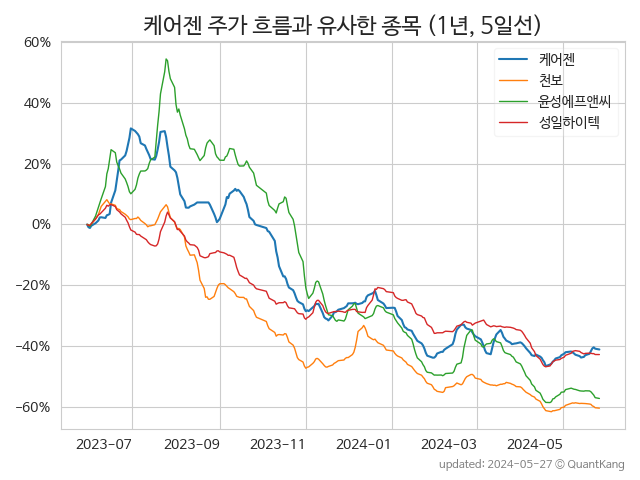 케어젠 주가 흐름과 유사한 종목 (1년, 5일선)
60%
40%
20%
0%
−20%
−40%
−60%
케어젠
천보
윤성에프앤씨
성일하이텍
2023-07
2023-09
2023-11
2024-01
2024-03
2024-05
updated: 2024-05-27 © QuantKang